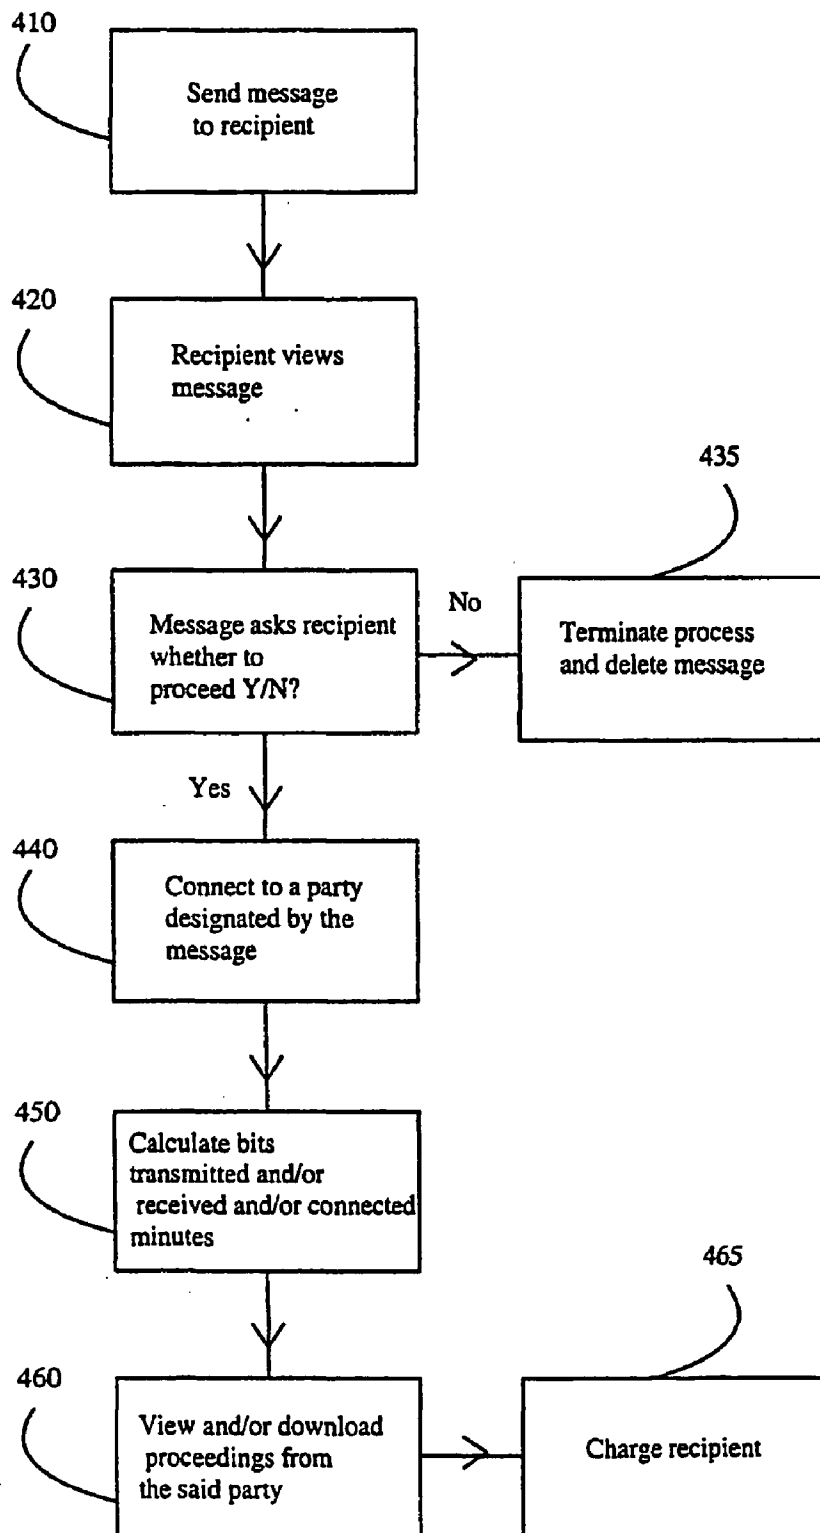 410
Send message
to recipient
420
Recipient views
message
435
430
Message asks recipient
whether to
proceed Y/N?
No
Terminate process
and delete message
Yes
440
Connect to a party
designated by the
message
450
Calculate bits
transmitted and/or
received and/or connected
minutes
465
460
View and/or download
proceedings from
the said party
Charge recipient